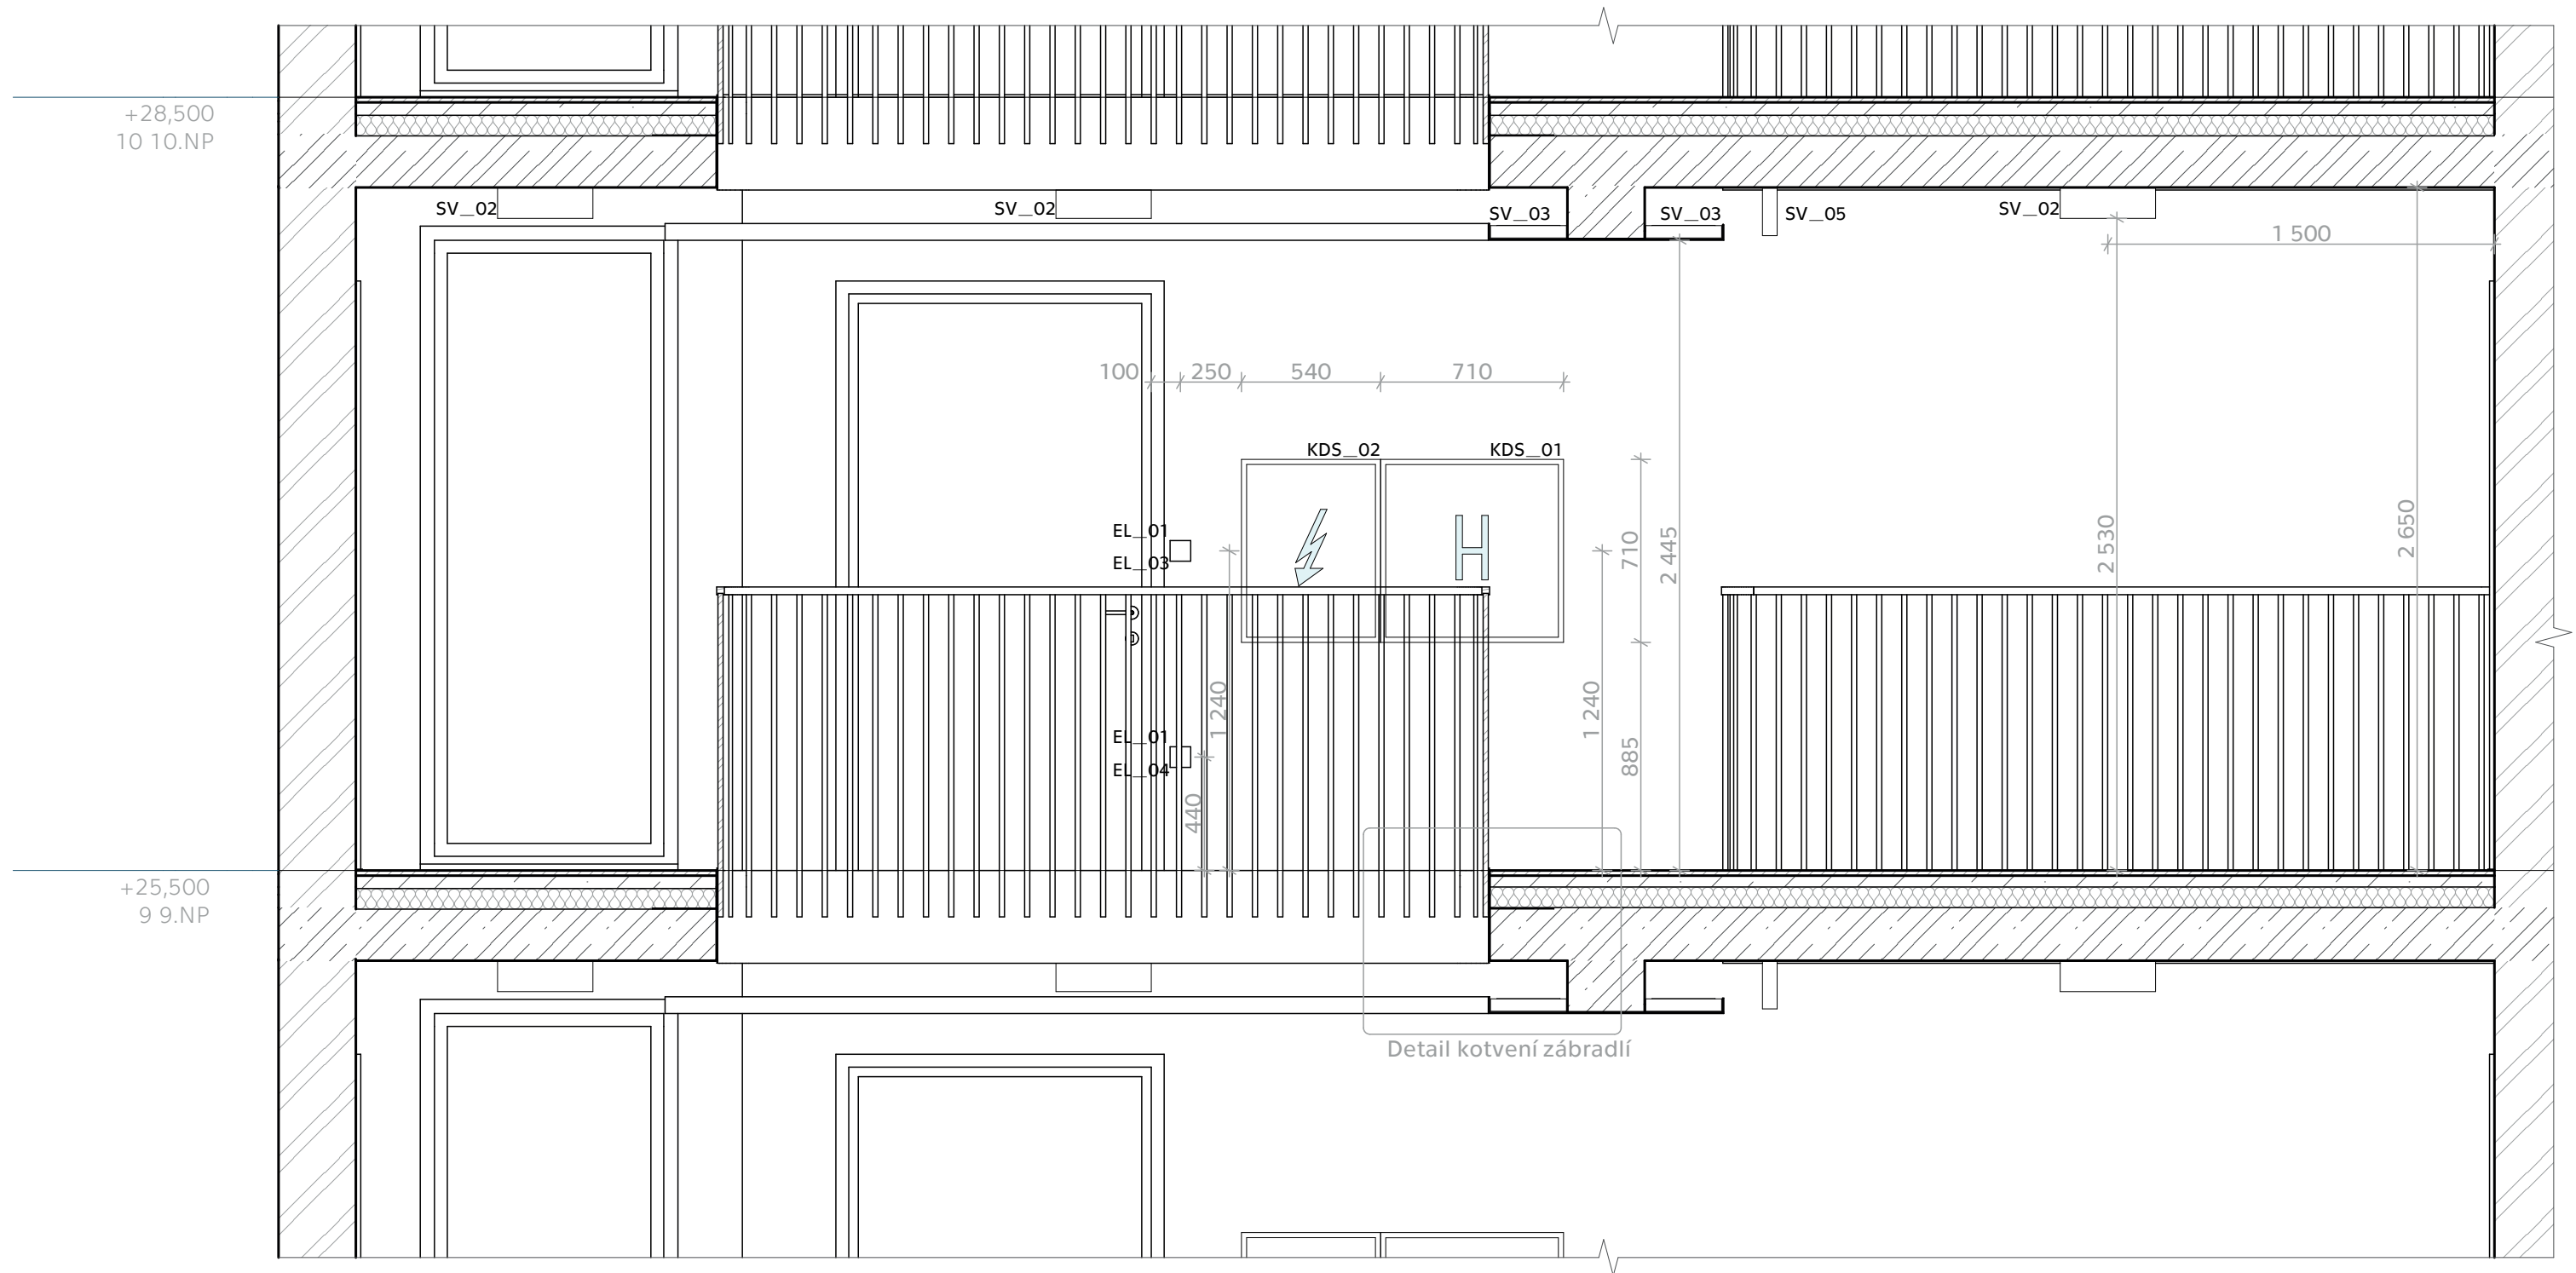 +28,500
10 10.NP
SV_02
SV_02
SV_03
SV_03
SV_05
SV_02
1 500
100
250
540
710
KDS_02
KDS_01
EL_01
EL_03
H
710
2 445
2 530
2 650
1 240
1 240
EL_01
EL_04
440
885
+25,500
9 9.NP
Detail kotvení zábradlí